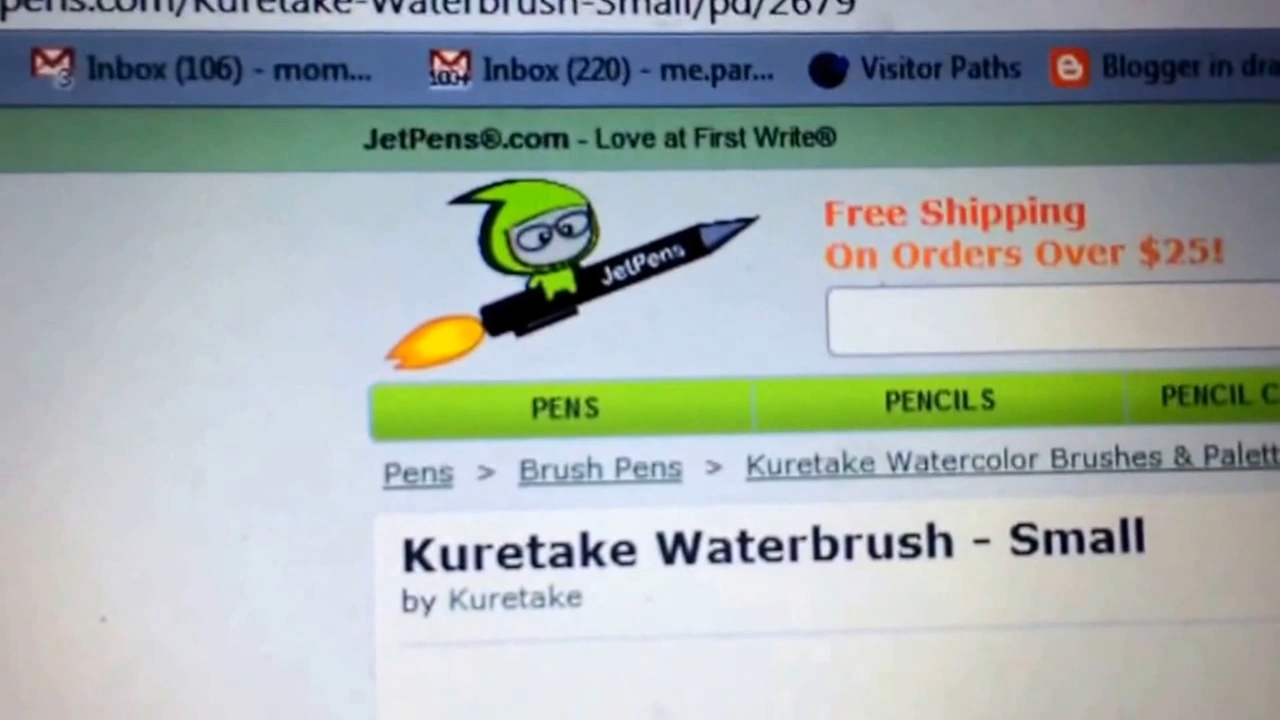 pens.com/Kuretake-Waterbrush-Small/pd/2679
3 Inbox (106) - mom... 100+ Inbox (220) - me.par... Visitor Paths Blogger in dra
JetPens®.com - Love at First Write®
JetPens
Free Shipping
On Orders Over $25!
PENS PENCILS PENCIL C
Pens > Brush Pens > Kuretake Watercolor Brushes & Palett
Kuretake Waterbrush - Small
by Kuretake